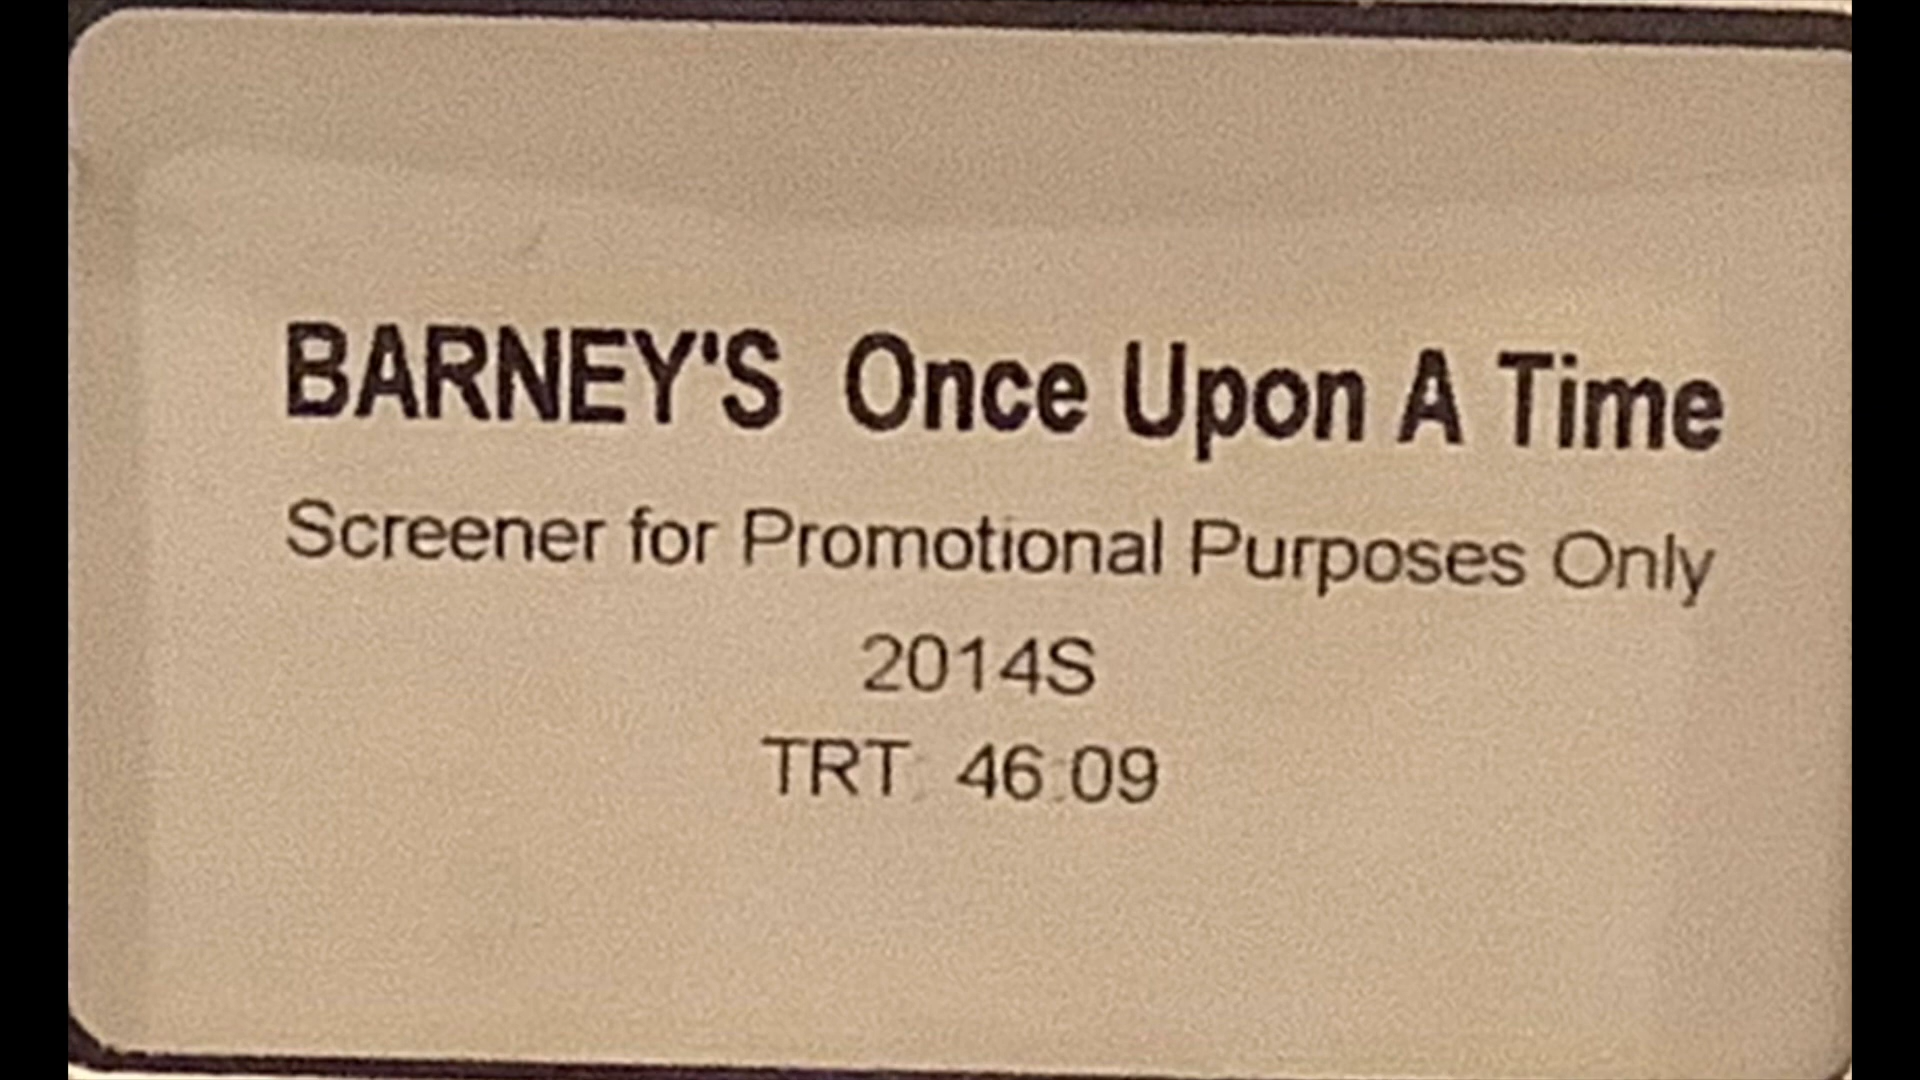 BARNEY'S Once Upon A Time
Screener for Promotional Purposes Only
2014S
TRT: 46:09